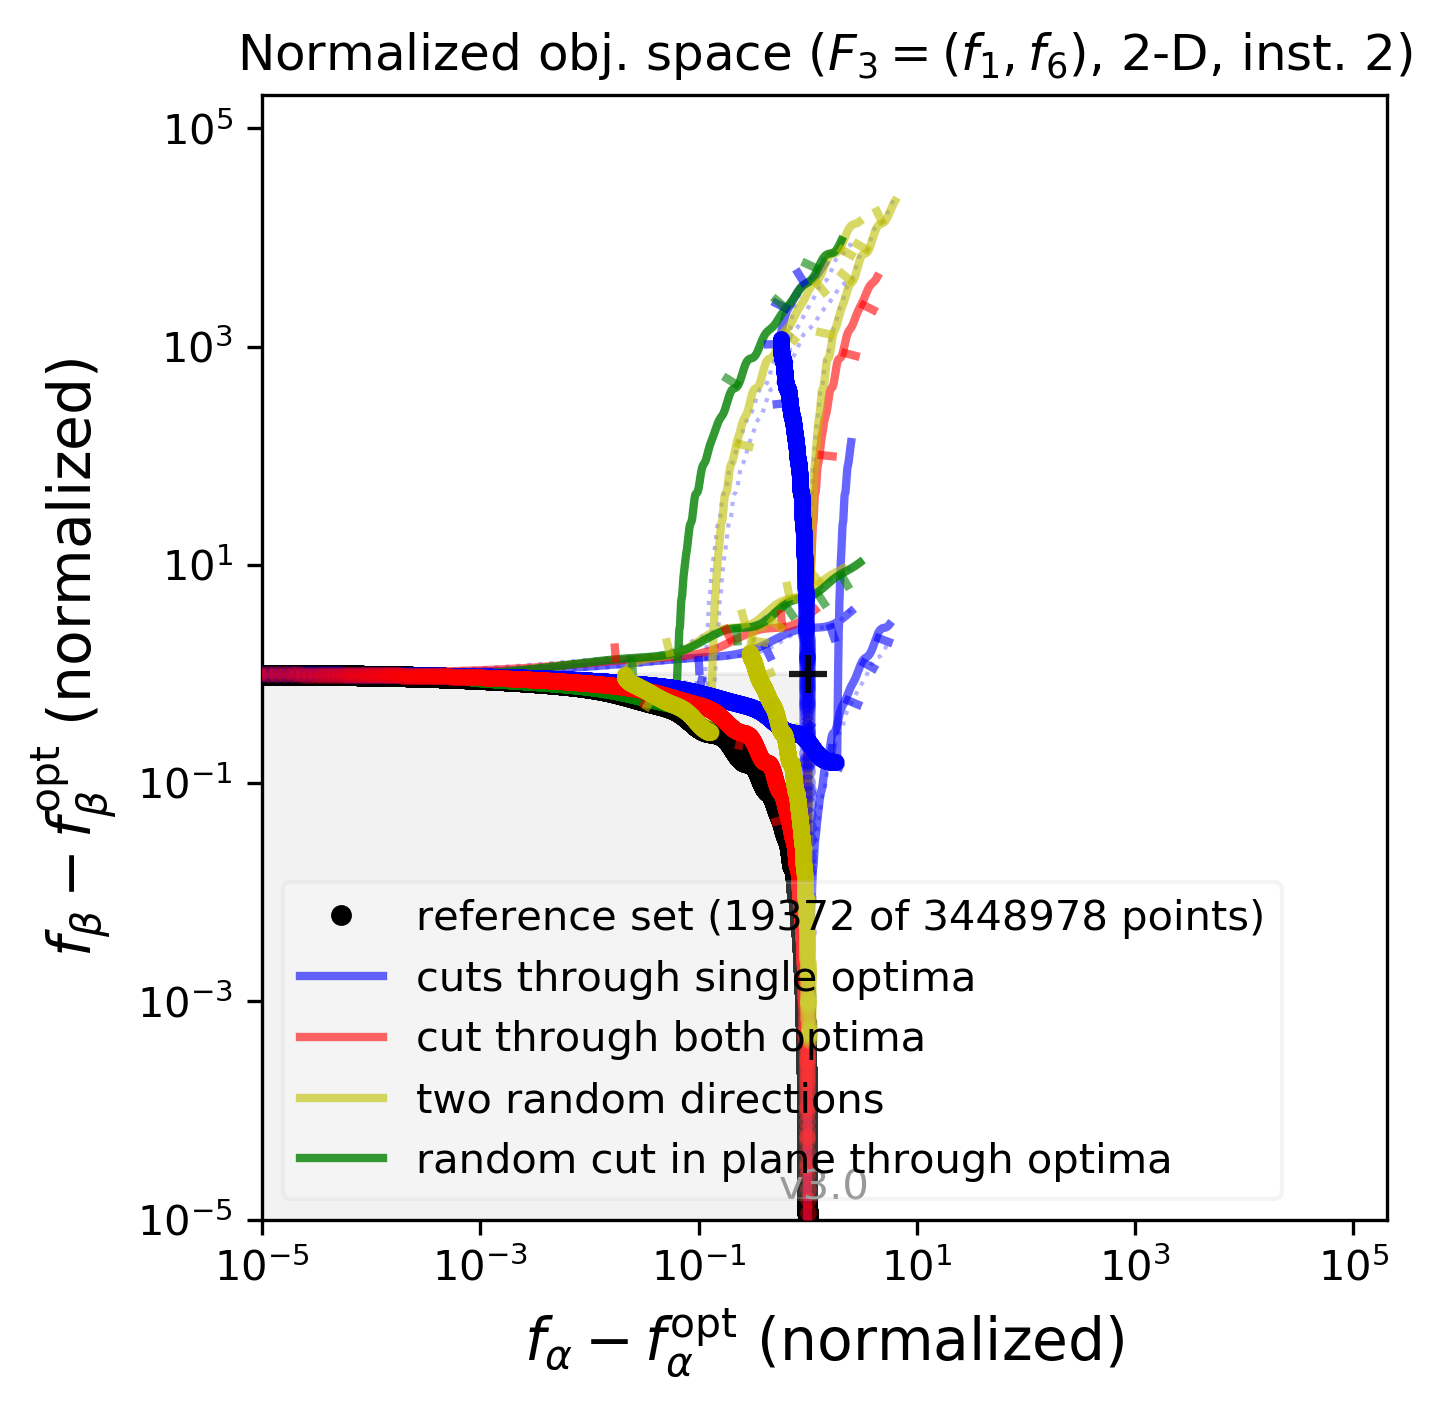 Normalized obj. space (F₃ = (f₁, f₆), 2-D, inst. 2)
f_β − f_β^opt (normalized)
10⁵
10³
10¹
10⁻¹
10⁻³
10⁻⁵
reference set (19372 of 3448978 points)
cuts through single optima
cut through both optima
two random directions
random cut in plane through optima
v3.0
10⁻⁵ 10⁻³ 10⁻¹ 10¹ 10³ 10⁵
f_α − f_α^opt (normalized)